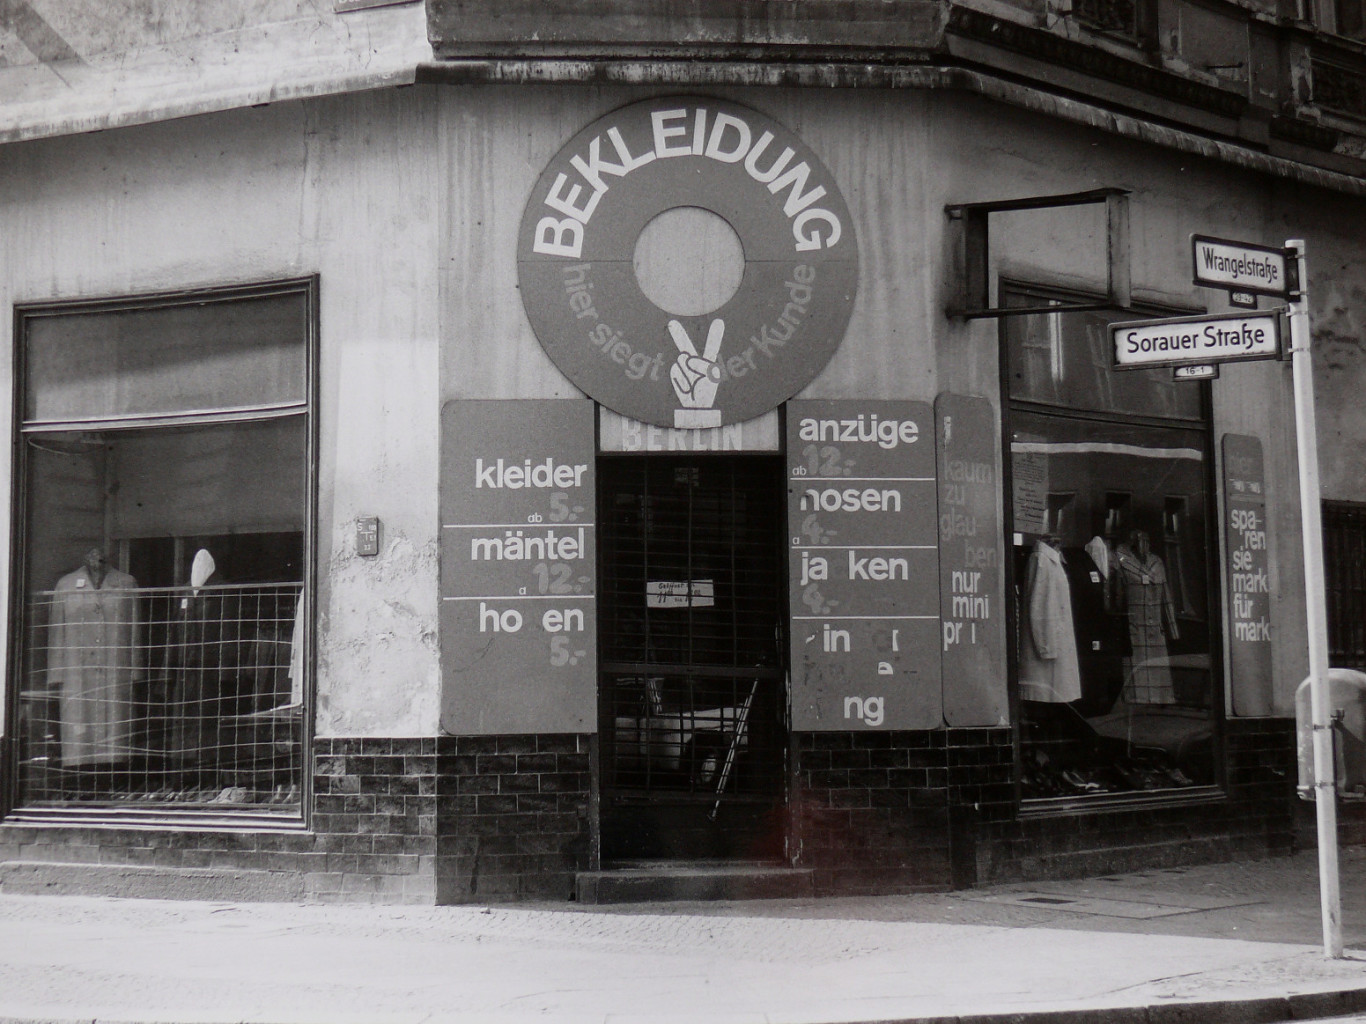 BEKLEIDUNG
hier siegt der Kunde
BERLIN
kleider
ab 5.-
mäntel
a 12.-
ho en
5.-
anzüge
ab 12.-
hosen
a 4.-
ja ken
4.-
in
ng
kaum
zu
glau
ben
nur
mini
pr i
Wrangelstraße
Sorauer Straße
16-1
hier
spa-
ren
sie
mark
für
mark